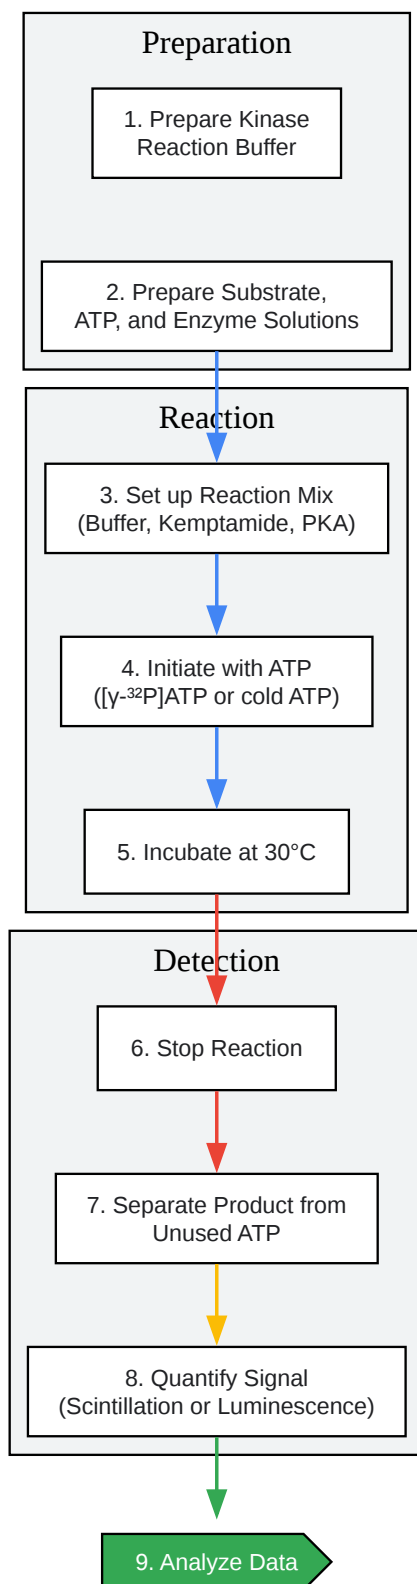 Preparation
1. Prepare Kinase
Reaction Buffer
2. Prepare Substrate,
ATP, and Enzyme Solutions
Reaction
3. Set up Reaction Mix
(Buffer, Kemptamide, PKA)
4. Initiate with ATP
([γ-³²P]ATP or cold ATP)
5. Incubate at 30°C
Detection
6. Stop Reaction
7. Separate Product from
Unused ATP
8. Quantify Signal
(Scintillation or Luminescence)
9. Analyze Data